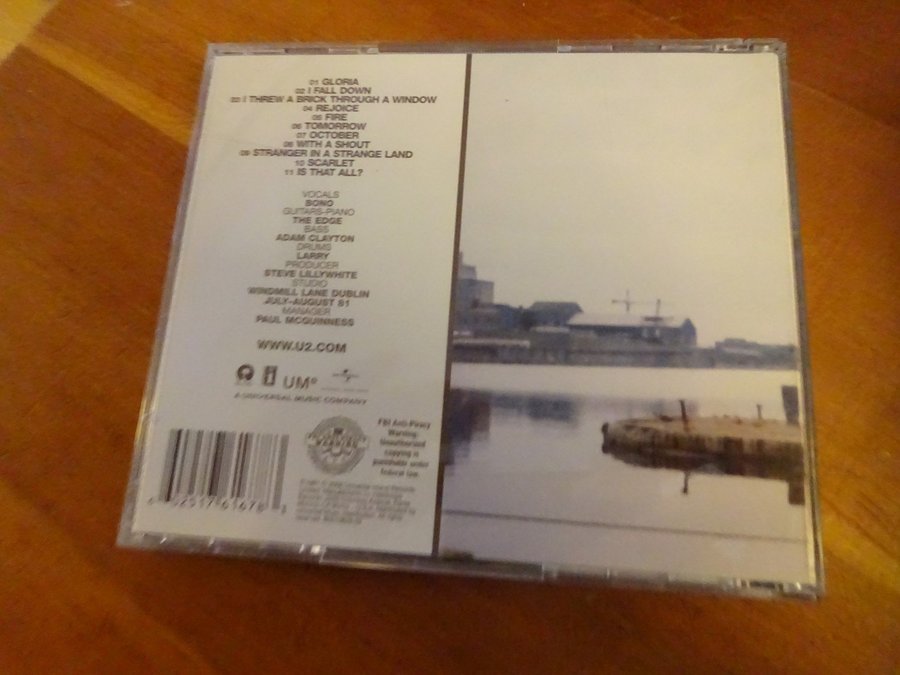 01 GLORIA
02 I FALL DOWN
03 I THREW A BRICK THROUGH A WINDOW
04 REJOICE
05 FIRE
06 TOMORROW
07 OCTOBER
08 WITH A SHOUT
09 STRANGER IN A STRANGE LAND
10 SCARLET
11 IS THAT ALL?
VOCALS
BONO
GUITARS-PIANO
THE EDGE
BASS
ADAM CLAYTON
DRUMS
LARRY
PRODUCER
STEVE LILLYWHITE
STUDIO
WINDMILL LANE DUBLIN
JULY-AUGUST 81
MANAGER
PAUL MCGUINNESS
WWW.U2.COM
UMe
A UNIVERSAL MUSIC COMPANY
FBI Anti-Piracy
Warning:
Unauthorized
copying is
punishable under
federal law.
02517 61678